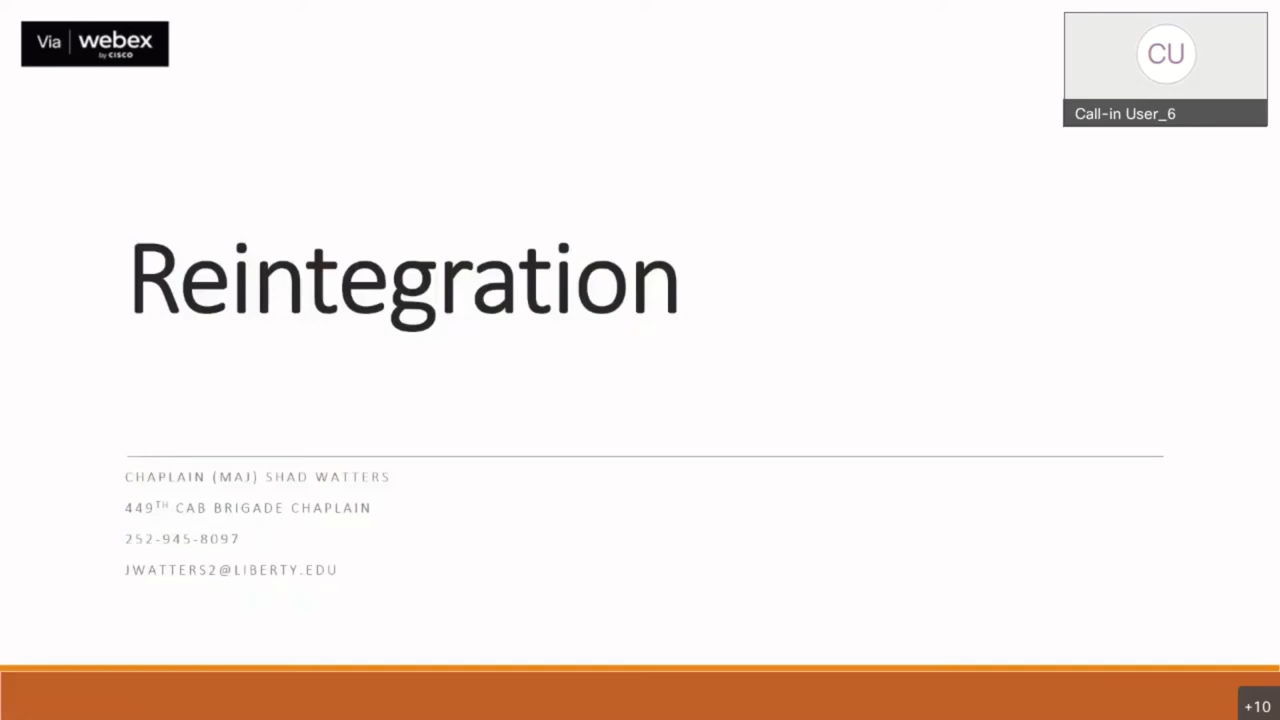 Via | webex
by CISCO
CU
Call-in User_6
Reintegration
CHAPLAIN (MAJ) SHAD WATTERS
449TH CAB BRIGADE CHAPLAIN
252-945-8097
JWATTERS2@LIBERTY.EDU
+10